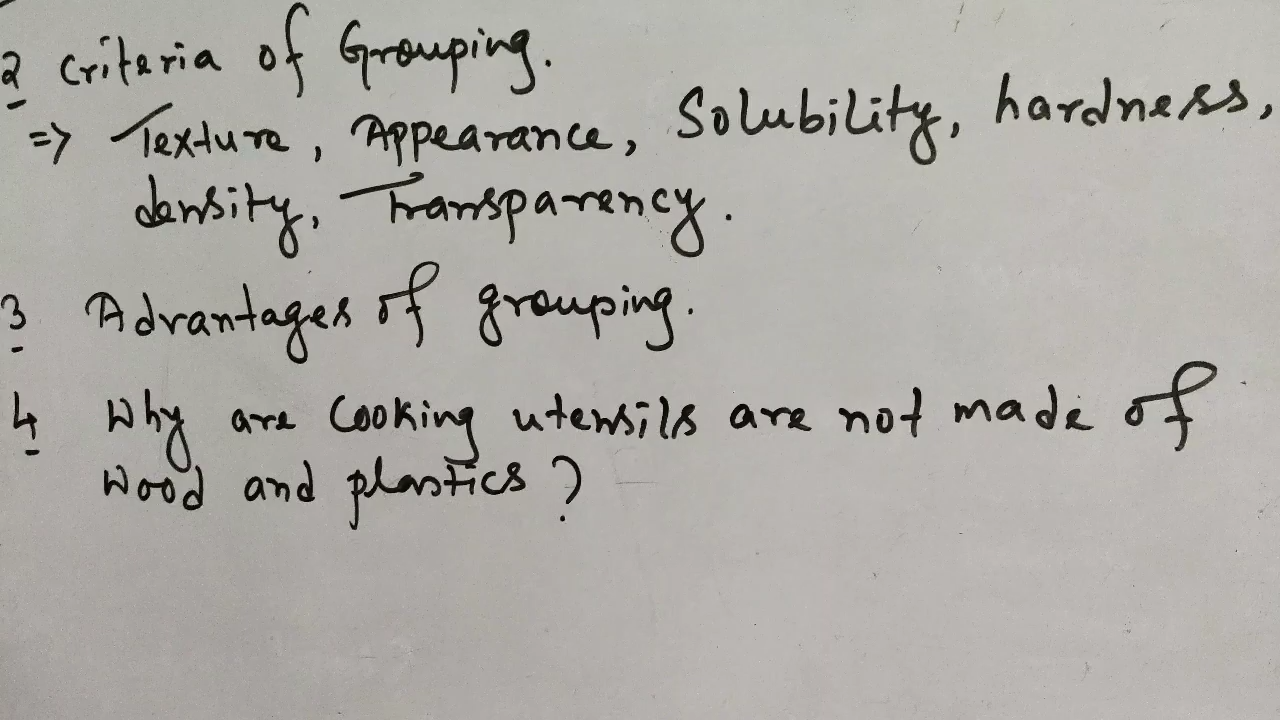 2 Criteria of Grouping.
=> Texture, Appearance, Solubility, hardness,
density, Transparency.
3 Advantages of grouping.
4 Why are Cooking utensils are not made of
Wood and plastics?